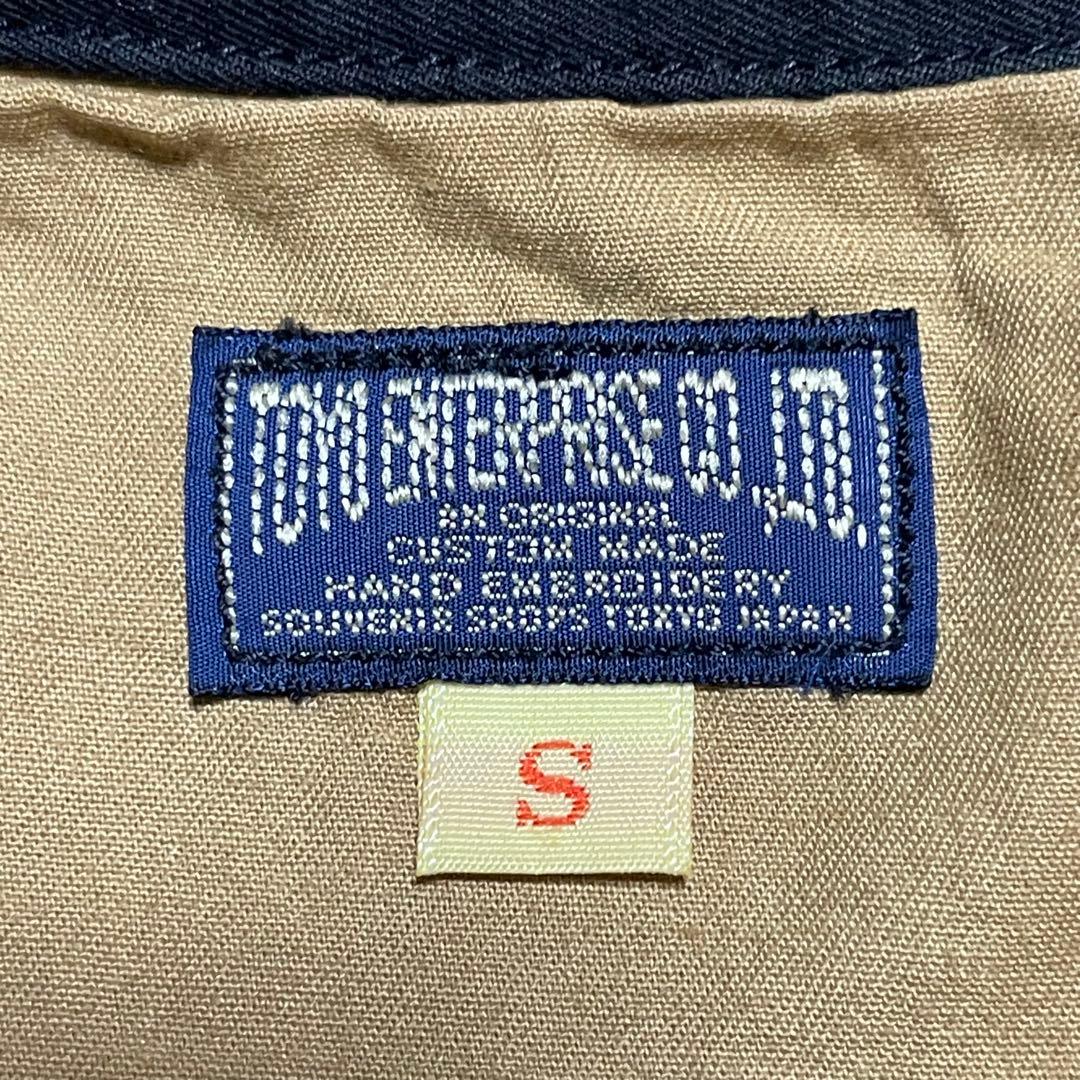 TOYO ENTERPRISE CO.,LTD.
AN ORIGINAL
CUSTOM MADE
HAND EMBROIDERY
SOUVENIR SHOPS TOKYO JAPAN
S